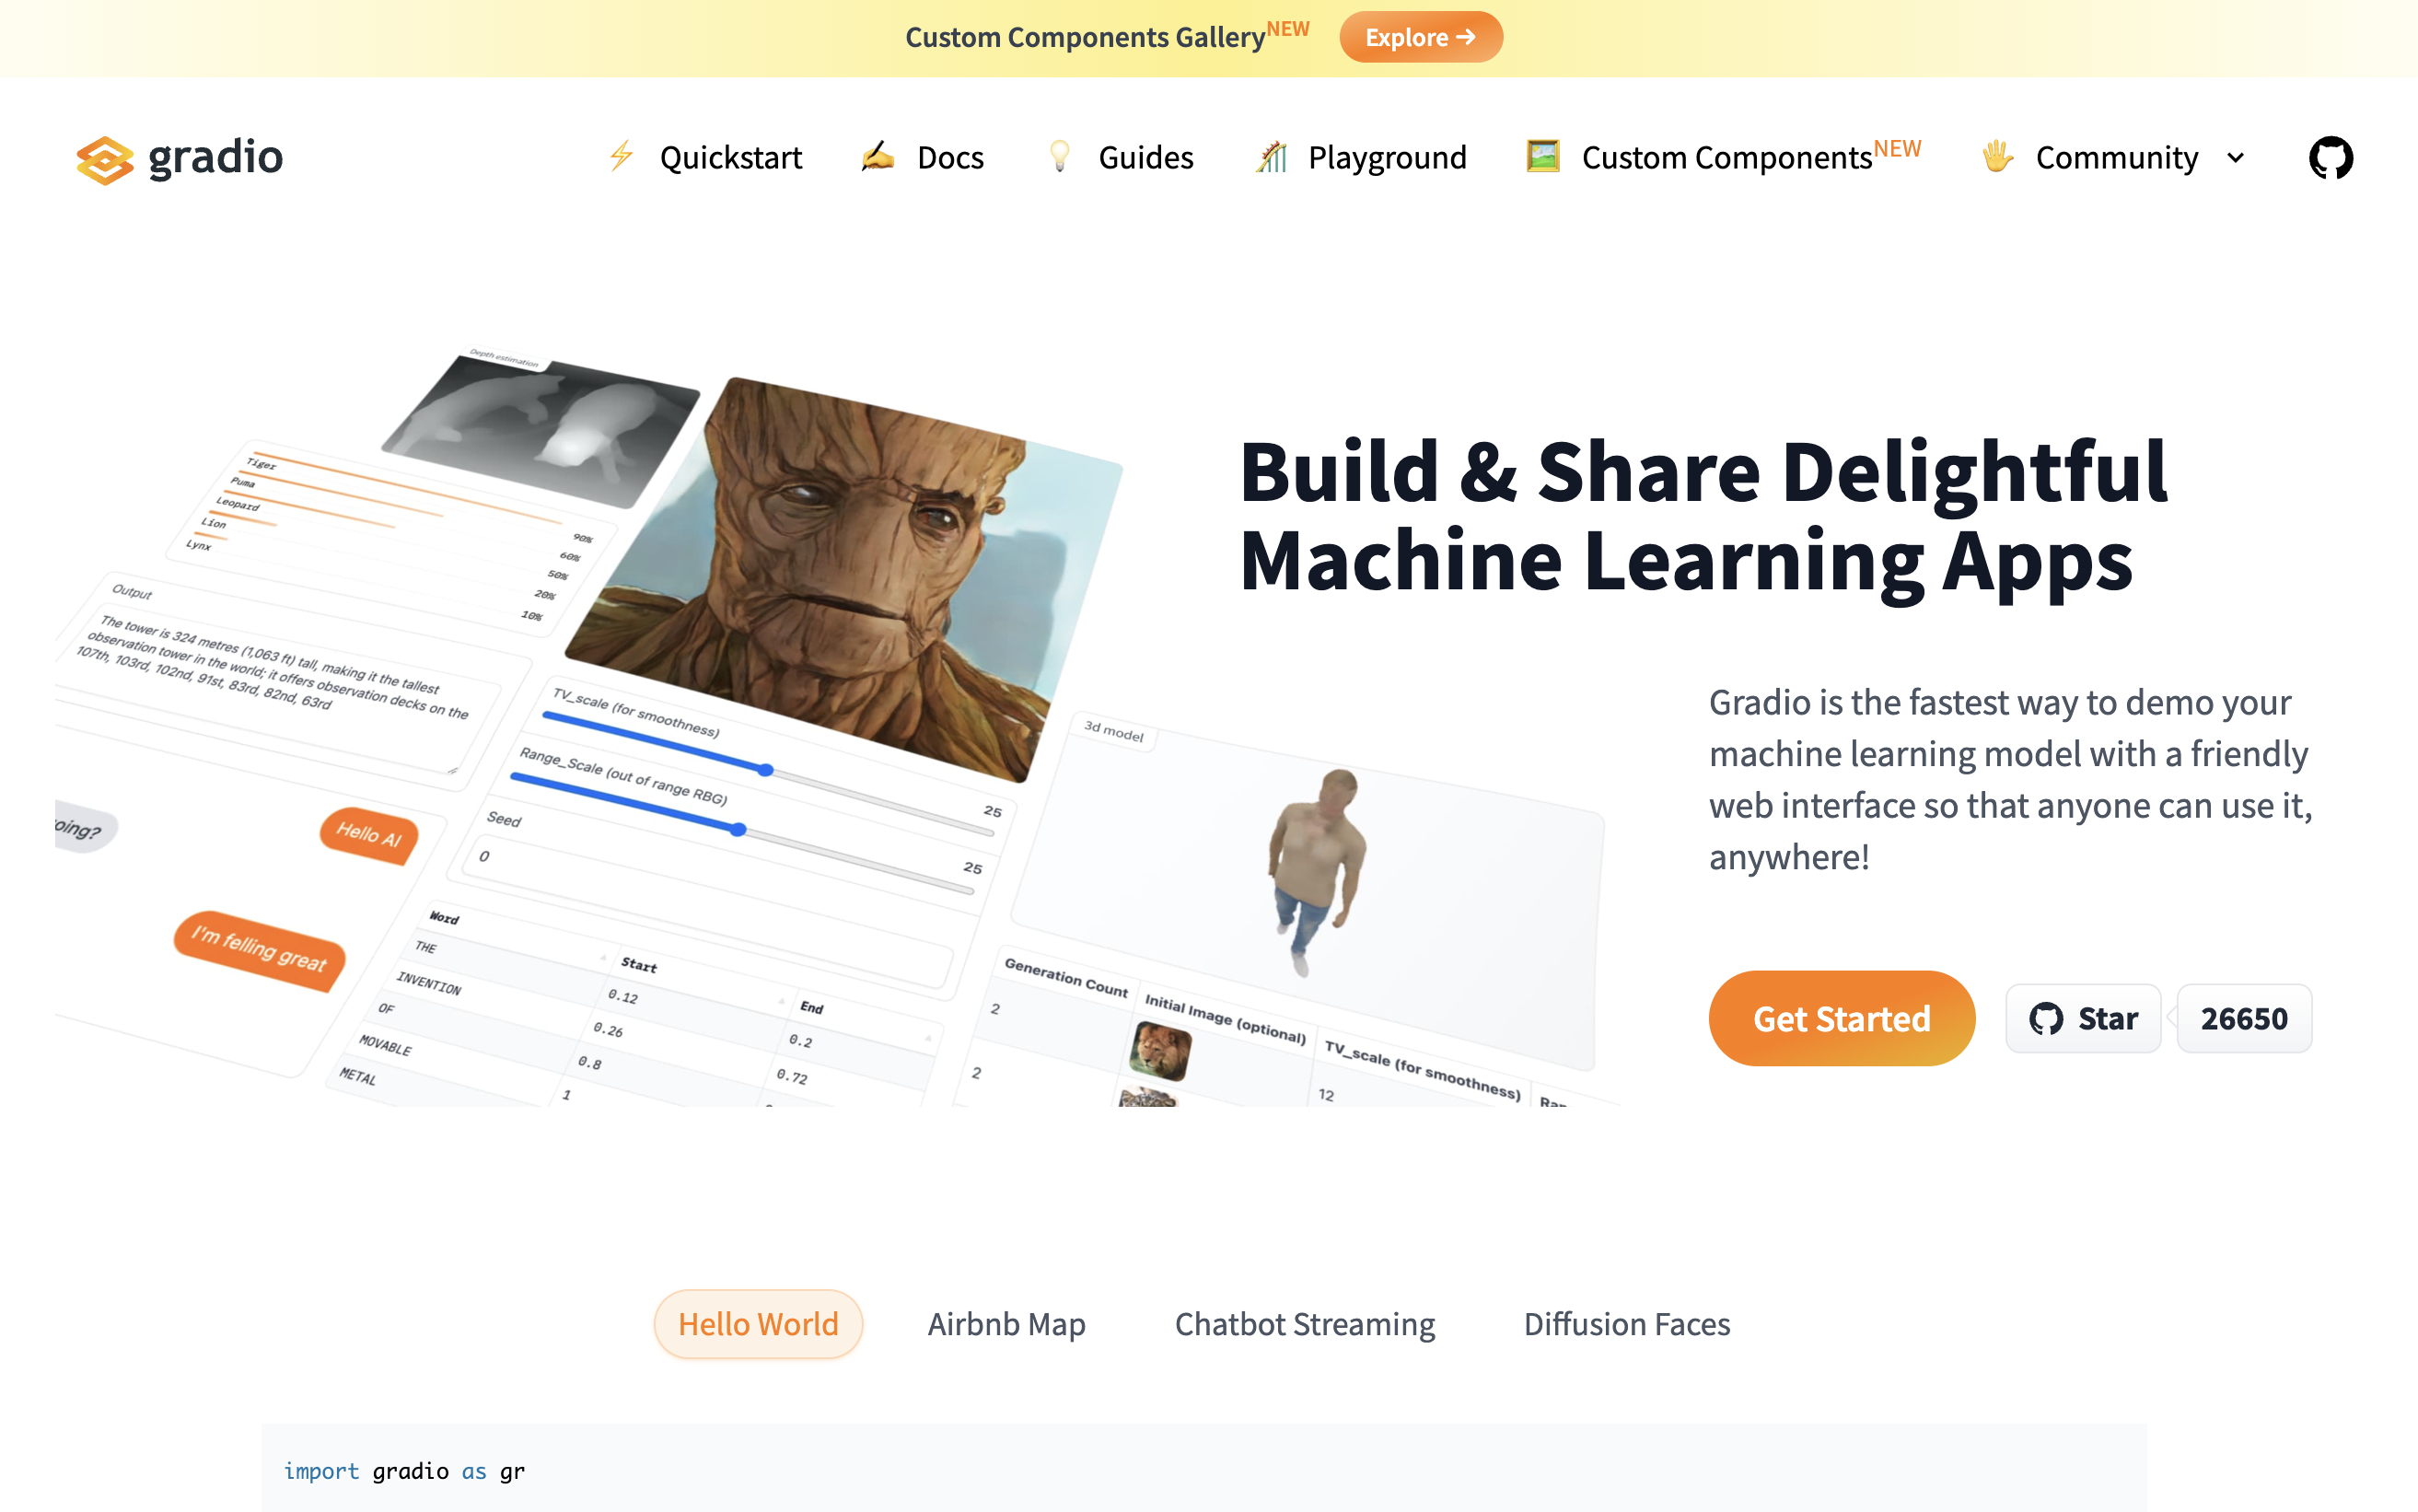 Custom Components Gallery NEW Explore →
gradio
Quickstart
Docs
Guides
Playground
Custom Components NEW
Community
Depth estimation
Tiger 90%
Puma 60%
Leopard 50%
Lion 20%
Lynx 10%
Output
The tower is 324 metres (1,063 ft) tall, making it the tallest
observation tower in the world; it offers observation decks on the
107th, 103rd, 102nd, 91st, 83rd, 82nd, 63rd
oing?
Hello AI
I'm felling great
TV_scale (for smoothness)
25
Range_Scale (out of range RBG)
25
Seed
0
Word Start End
THE 0.12 0.2
INVENTION 0.26 0.72
OF 0.8
MOVABLE 1
METAL
3d model
Generation Count Initial Image (optional) TV_scale (for smoothness)
2 12
2
Build & Share Delightful
Machine Learning Apps
Gradio is the fastest way to demo your
machine learning model with a friendly
web interface so that anyone can use it,
anywhere!
Get Started
Star
26650
Hello World
Airbnb Map
Chatbot Streaming
Diffusion Faces
import gradio as gr